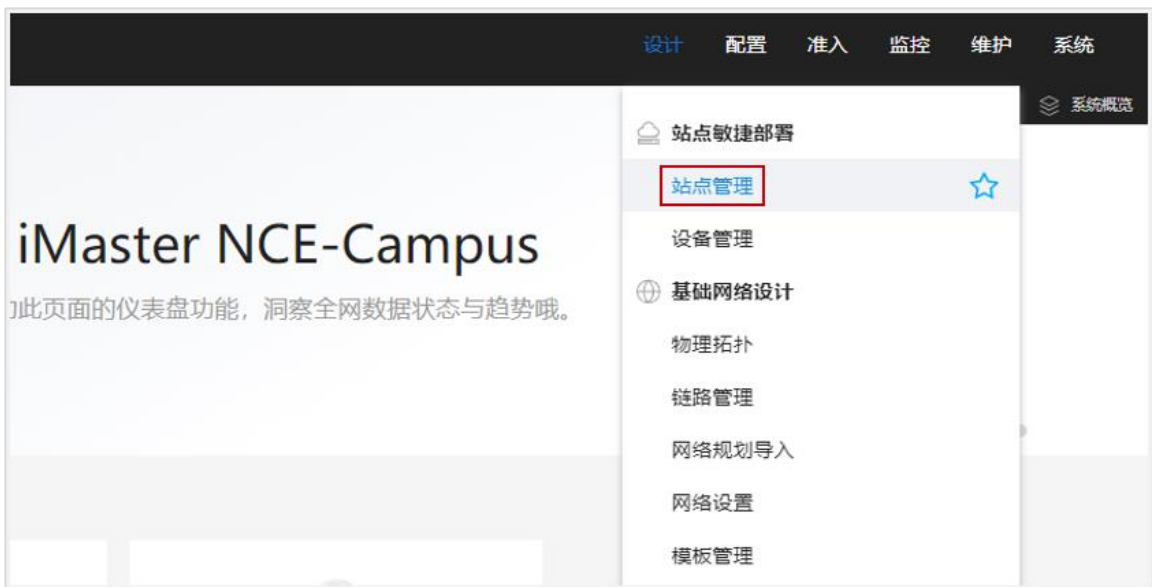 设计 配置 准入 监控 维护 系统
系统概览
站点敏捷部署
站点管理
设备管理
iMaster NCE-Campus
此页面的仪表盘功能，洞察全网数据状态与趋势哦。
基础网络设计
物理拓扑
链路管理
网络规划导入
网络设置
模板管理